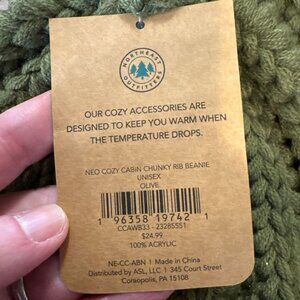 NORTHEAST
OUTFITTERS
OUR COZY ACCESSORIES ARE
DESIGNED TO KEEP YOU WARM WHEN
THE TEMPERATURE DROPS.
NEO COZY CABIN CHUNKY RIB BEANIE
UNISEX
OLIVE
1 96358 19742 1
CCAWB33 - 23285551
$24.99
100% ACRYLIC
NE-CC-ABN | Made in China
Distributed by ASL, LLC | 345 Court Street
Coraopolis, PA 15108